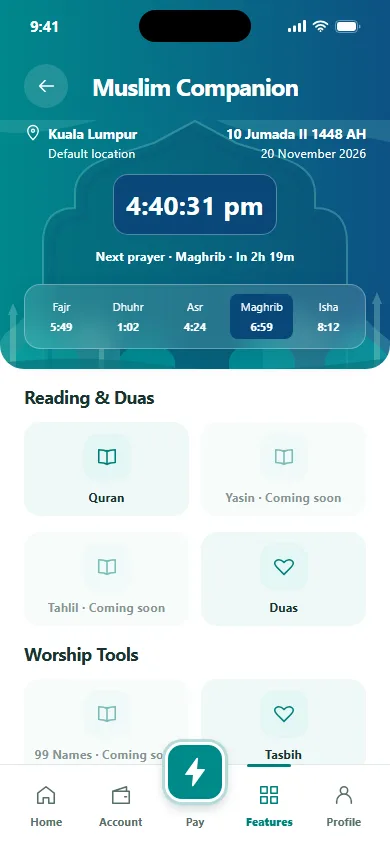 9:41
Muslim Companion
Kuala Lumpur
10 Jumada II 1448 AH
Default location
20 November 2026
4:40:31 pm
Next prayer · Maghrib · In 2h 19m
Fajr Dhuhr Asr Maghrib Isha
5:49 1:02 4:24 6:59 8:12
Reading & Duas
Quran
Yasin · Coming soon
Tahlil · Coming soon
Duas
Worship Tools
99 Names · Coming so
Tasbih
Home Account Pay Features Profile